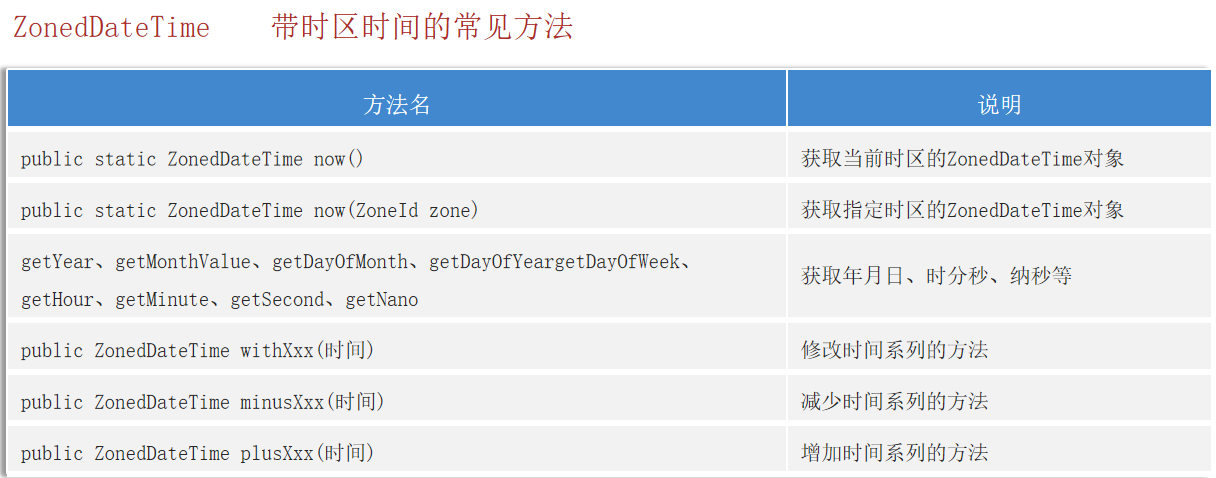 ZonedDateTime 带时区时间的常见方法
方法名 说明
public static ZonedDateTime now() 获取当前时区的ZonedDateTime对象
public static ZonedDateTime now(ZoneId zone) 获取指定时区的ZonedDateTime对象
getYear、getMonthValue、getDayOfMonth、getDayOfYeargetDayOfWeek、
getHour、getMinute、getSecond、getNano
获取年月日、时分秒、纳秒等
public ZonedDateTime withXxx(时间) 修改时间系列的方法
public ZonedDateTime minusXxx(时间) 减少时间系列的方法
public ZonedDateTime plusXxx(时间) 增加时间系列的方法